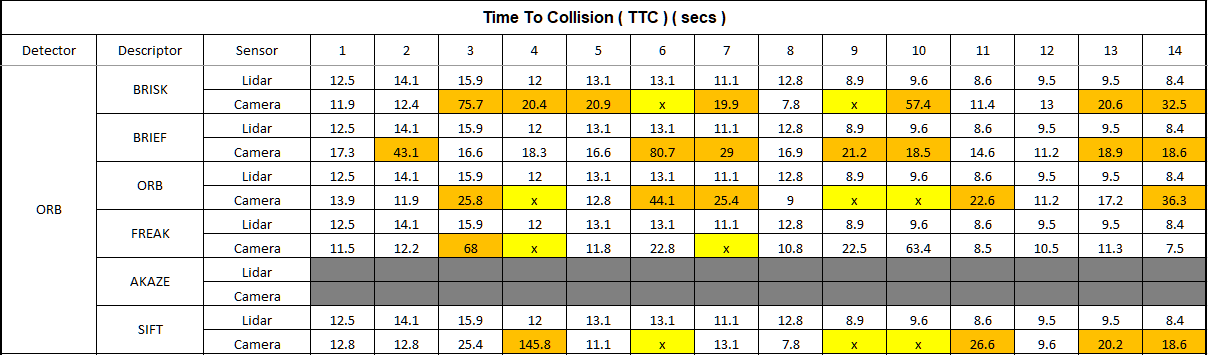 Time To Collision ( TTC ) ( secs )
Detector Descriptor Sensor 1 2 3 4 5 6 7 8 9 10 11 12 13 14
ORB
BRISK
Lidar 12.5 14.1 15.9 12 13.1 13.1 11.1 12.8 8.9 9.6 8.6 9.5 9.5 8.4
Camera 11.9 12.4 75.7 20.4 20.9 x 19.9 7.8 x 57.4 11.4 13 20.6 32.5
BRIEF
Lidar 12.5 14.1 15.9 12 13.1 13.1 11.1 12.8 8.9 9.6 8.6 9.5 9.5 8.4
Camera 17.3 43.1 16.6 18.3 16.6 80.7 29 16.9 21.2 18.5 14.6 11.2 18.9 18.6
ORB
Lidar 12.5 14.1 15.9 12 13.1 13.1 11.1 12.8 8.9 9.6 8.6 9.5 9.5 8.4
Camera 13.9 11.9 25.8 x 12.8 44.1 25.4 9 x x 22.6 11.2 17.2 36.3
FREAK
Lidar 12.5 14.1 15.9 12 13.1 13.1 11.1 12.8 8.9 9.6 8.6 9.5 9.5 8.4
Camera 11.5 12.2 68 x 11.8 22.8 x 10.8 22.5 63.4 8.5 10.5 11.3 7.5
AKAZE
Lidar
Camera
SIFT
Lidar 12.5 14.1 15.9 12 13.1 13.1 11.1 12.8 8.9 9.6 8.6 9.5 9.5 8.4
Camera 12.8 12.8 25.4 145.8 11.1 x 13.1 7.8 x x 26.6 9.6 20.2 18.6